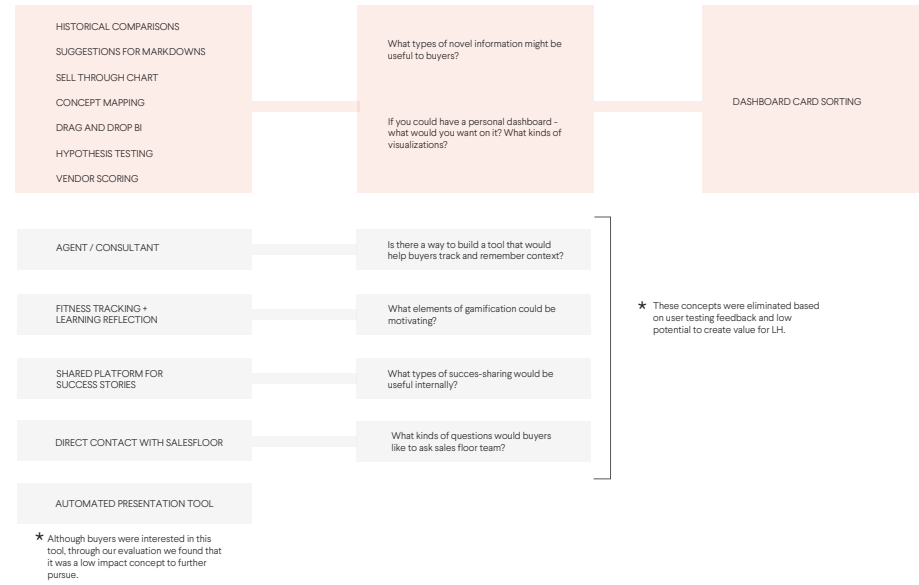 HISTORICAL COMPARISONS
SUGGESTIONS FOR MARKDOWNS
SELL THROUGH CHART
CONCEPT MAPPING
DRAG AND DROP BI
HYPOTHESIS TESTING
VENDOR SCORING
What types of novel information might be
useful to buyers?
If you could have a personal dashboard -
what would you want on it? What kinds of
visualizations?
DASHBOARD CARD SORTING
AGENT / CONSULTANT
Is there a way to build a tool that would
help buyers track and remember context?
FITNESS TRACKING +
LEARNING REFLECTION
What elements of gamification could be
motivating?
SHARED PLATFORM FOR
SUCCESS STORIES
What types of succes-sharing would be
useful internally?
DIRECT CONTACT WITH SALESFLOOR
What kinds of questions would buyers
like to ask sales floor team?
* These concepts were eliminated based
on user testing feedback and low
potential to create value for LH.
AUTOMATED PRESENTATION TOOL
* Although buyers were interested in this
tool, through our evaluation we found that
it was a low impact concept to further
pursue.